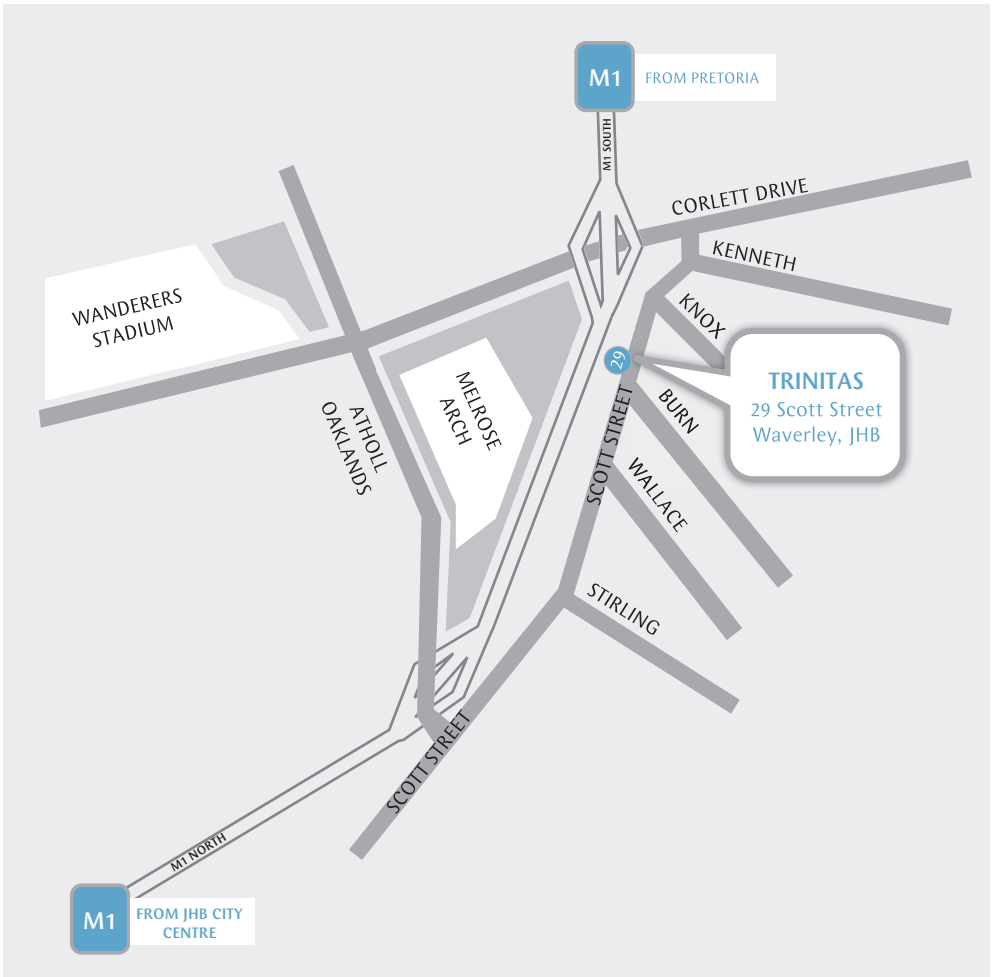 M1
FROM PRETORIA
M1 SOUTH
CORLETT DRIVE
KENNETH
WANDERERS
STADIUM
KNOX
29
TRINITAS
29 Scott Street
Waverley, JHB
MELROSE
ARCH
ATHOLL
OAKLANDS
BURN
SCOTT STREET
WALLACE
STIRLING
SCOTT STREET
M1 NORTH
M1
FROM JHB CITY
CENTRE